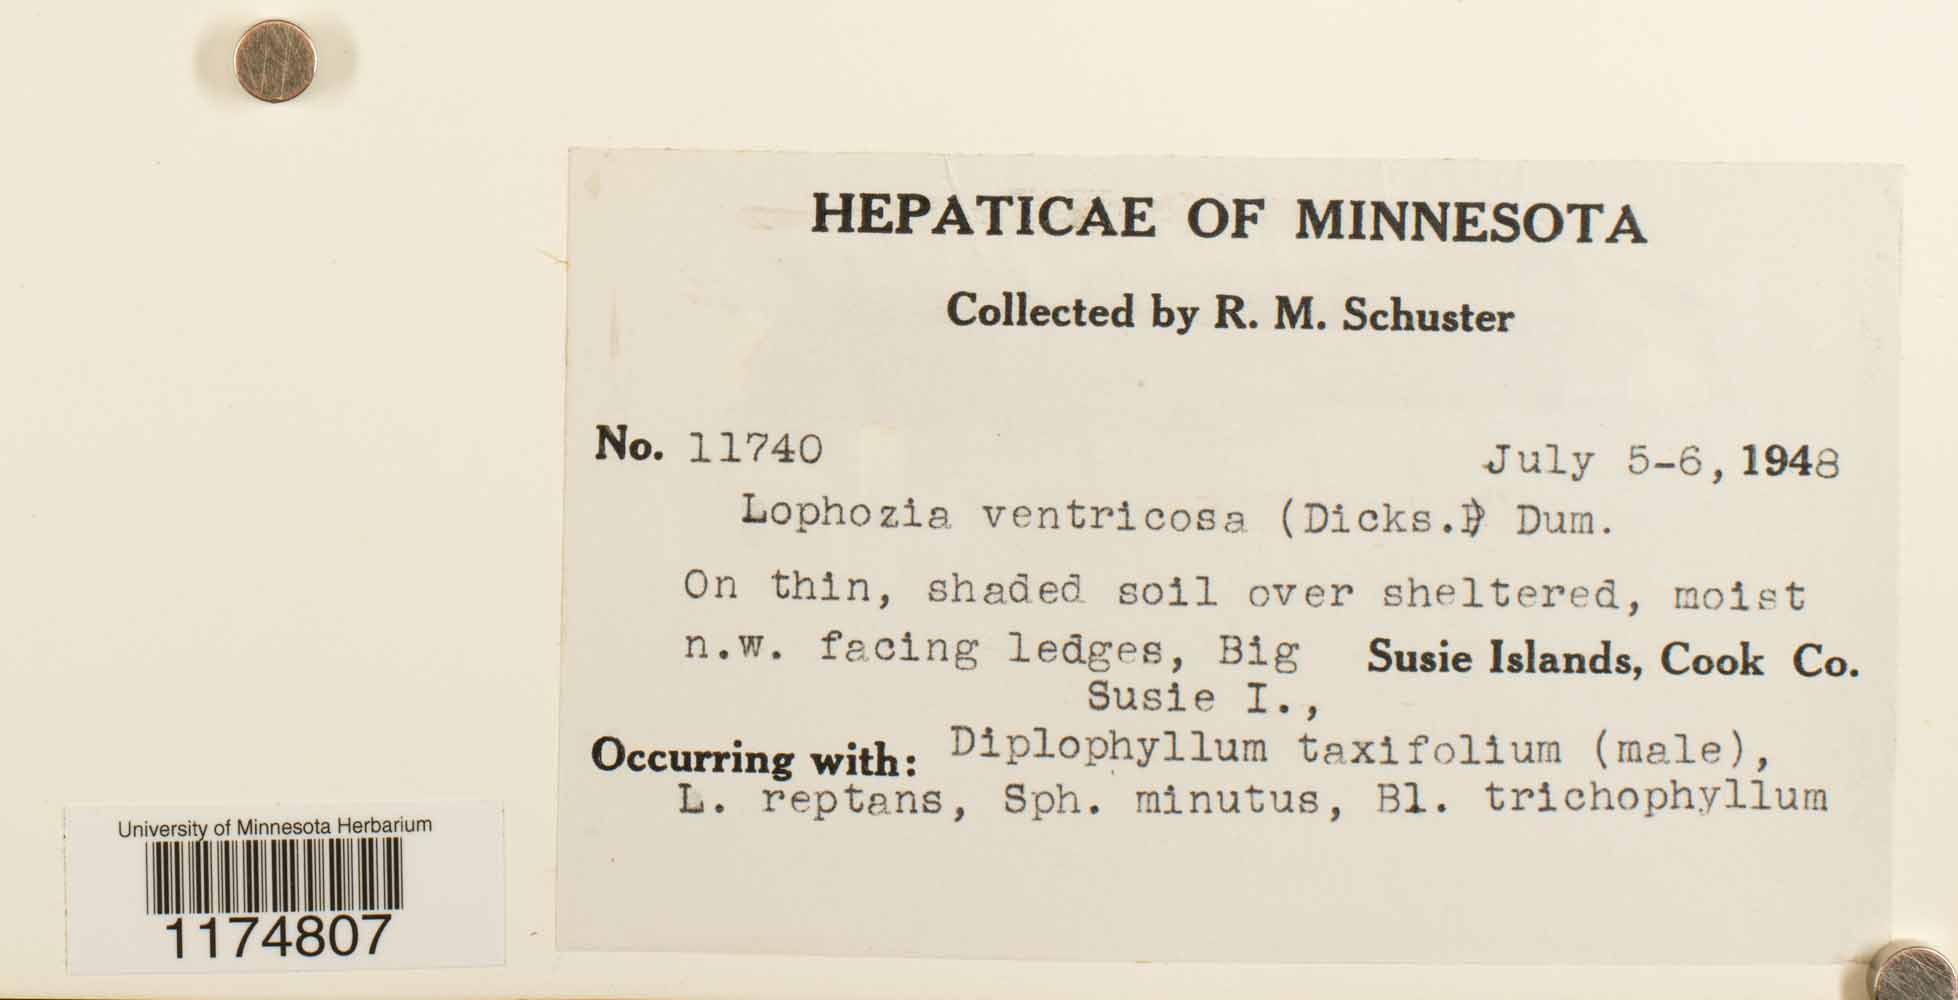 HEPATICAE OF MINNESOTA
Collected by R. M. Schuster
No. 11740 July 5-6, 1948
Lophozia ventricosa (Dicks.) Dum.
On thin, shaded soil over sheltered, moist
n.w. facing ledges, Big Susie Islands, Cook Co.
Susie I.,
Occurring with: Diplophyllum taxifolium (male),
L. reptans, Sph. minutus, Bl. trichophyllum
University of Minnesota Herbarium
1174807